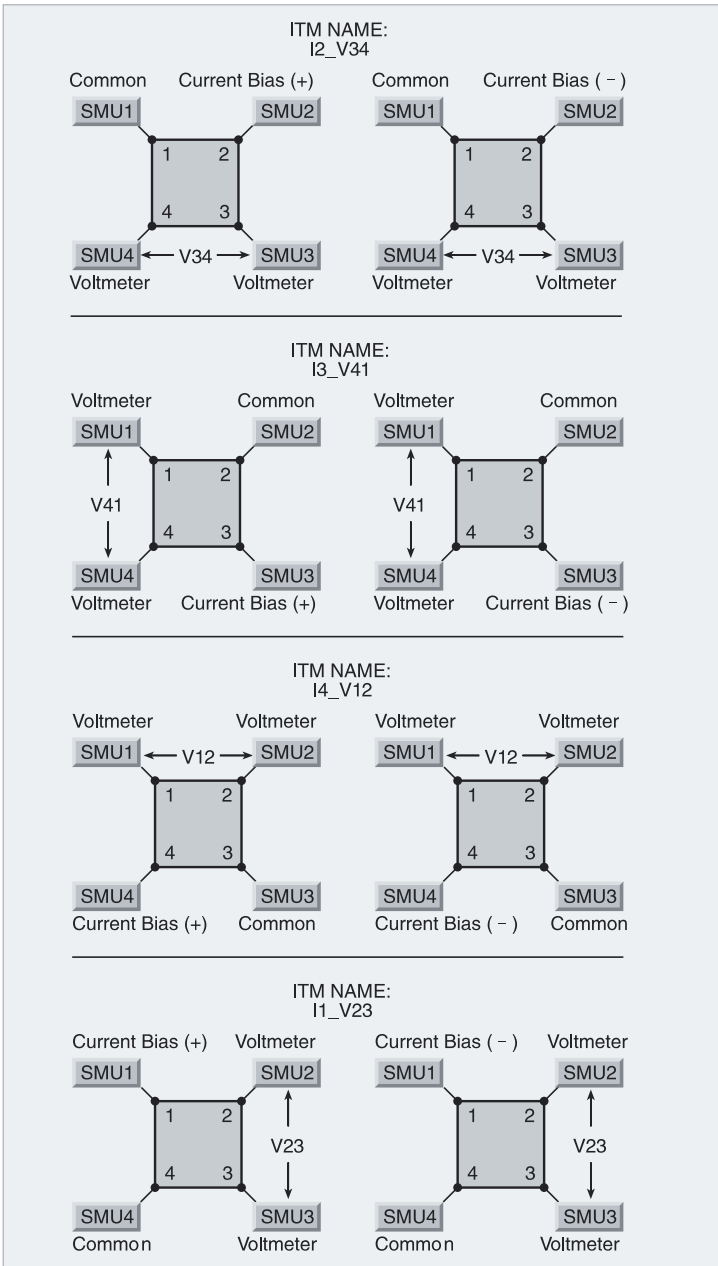 ITM NAME:
I2_V34
Common Current Bias (+) Common Current Bias ( − )
SMU1 SMU2 SMU1 SMU2
1 2 1 2
4 3 4 3
SMU4 V34 SMU3 SMU4 V34 SMU3
Voltmeter Voltmeter Voltmeter Voltmeter
ITM NAME:
I3_V41
Voltmeter Common Voltmeter Common
SMU1 SMU2 SMU1 SMU2
1 2 1 2
V41 V41
4 3 4 3
SMU4 SMU3 SMU4 SMU3
Voltmeter Current Bias (+) Voltmeter Current Bias ( − )
ITM NAME:
I4_V12
Voltmeter Voltmeter Voltmeter Voltmeter
SMU1 V12 SMU2 SMU1 V12 SMU2
1 2 1 2
4 3 4 3
SMU4 SMU3 SMU4 SMU3
Current Bias (+) Common Current Bias ( − ) Common
ITM NAME:
I1_V23
Current Bias (+) Voltmeter Current Bias ( − ) Voltmeter
SMU1 SMU2 SMU1 SMU2
1 2 1 2
V23 V23
4 3 4 3
SMU4 SMU3 SMU4 SMU3
Common Voltmeter Common Voltmeter